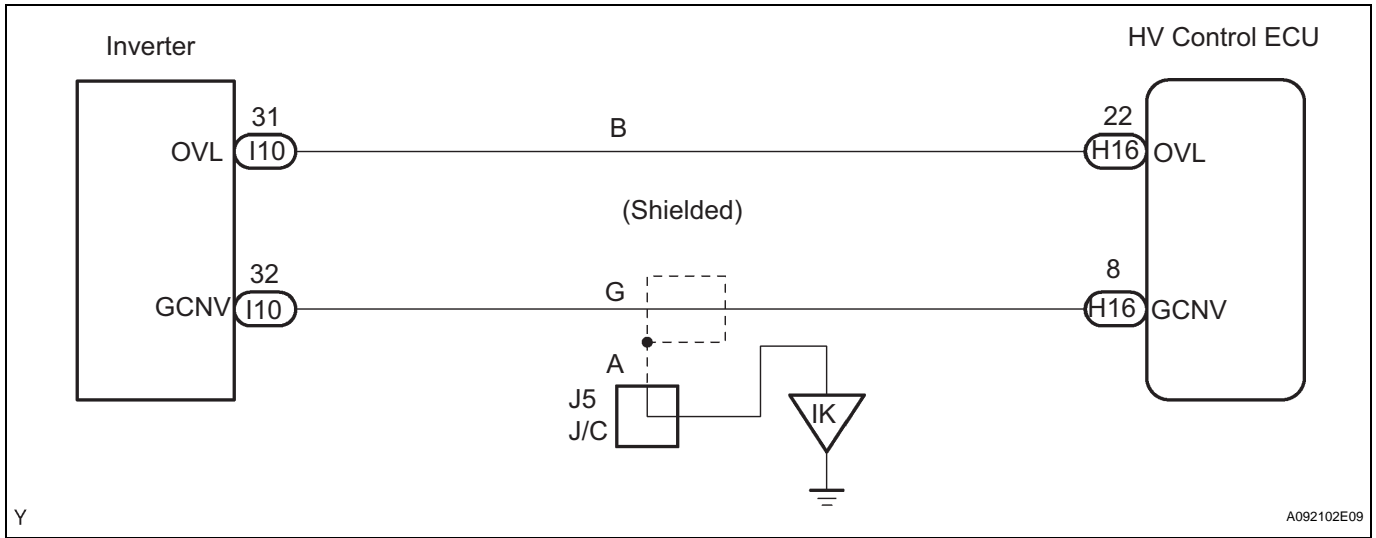 Inverter
HV Control ECU
31
B
22
OVL
I10
H16
OVL
(Shielded)
32
G
8
GCNV
I10
H16
GCNV
A
J5
J/C
IK
Y
A092102E09